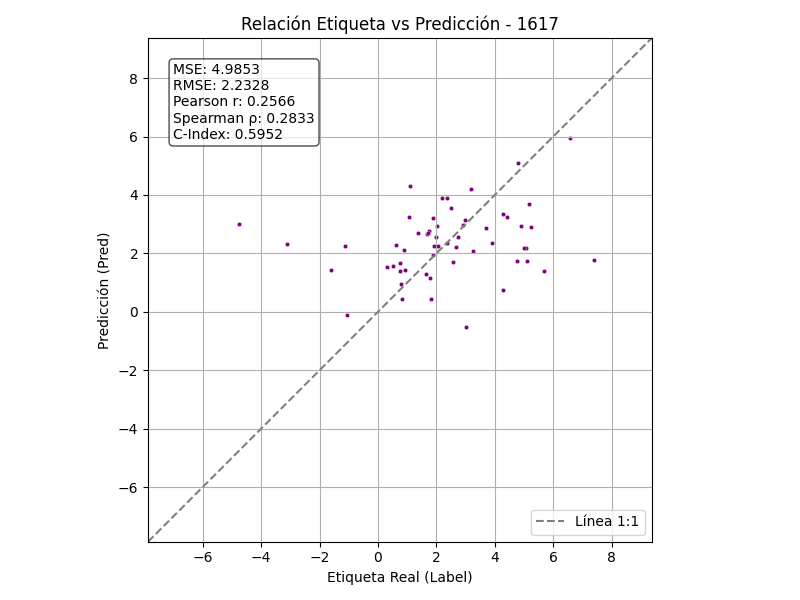 Relación Etiqueta vs Predicción - 1617
MSE: 4.9853
RMSE: 2.2328
Pearson r: 0.2566
Spearman ρ: 0.2833
C-Index: 0.5952
8
6
4
2
0
−2
−4
−6
Predicción (Pred)
Línea 1:1
−6 −4 −2 0 2 4 6 8
Etiqueta Real (Label)